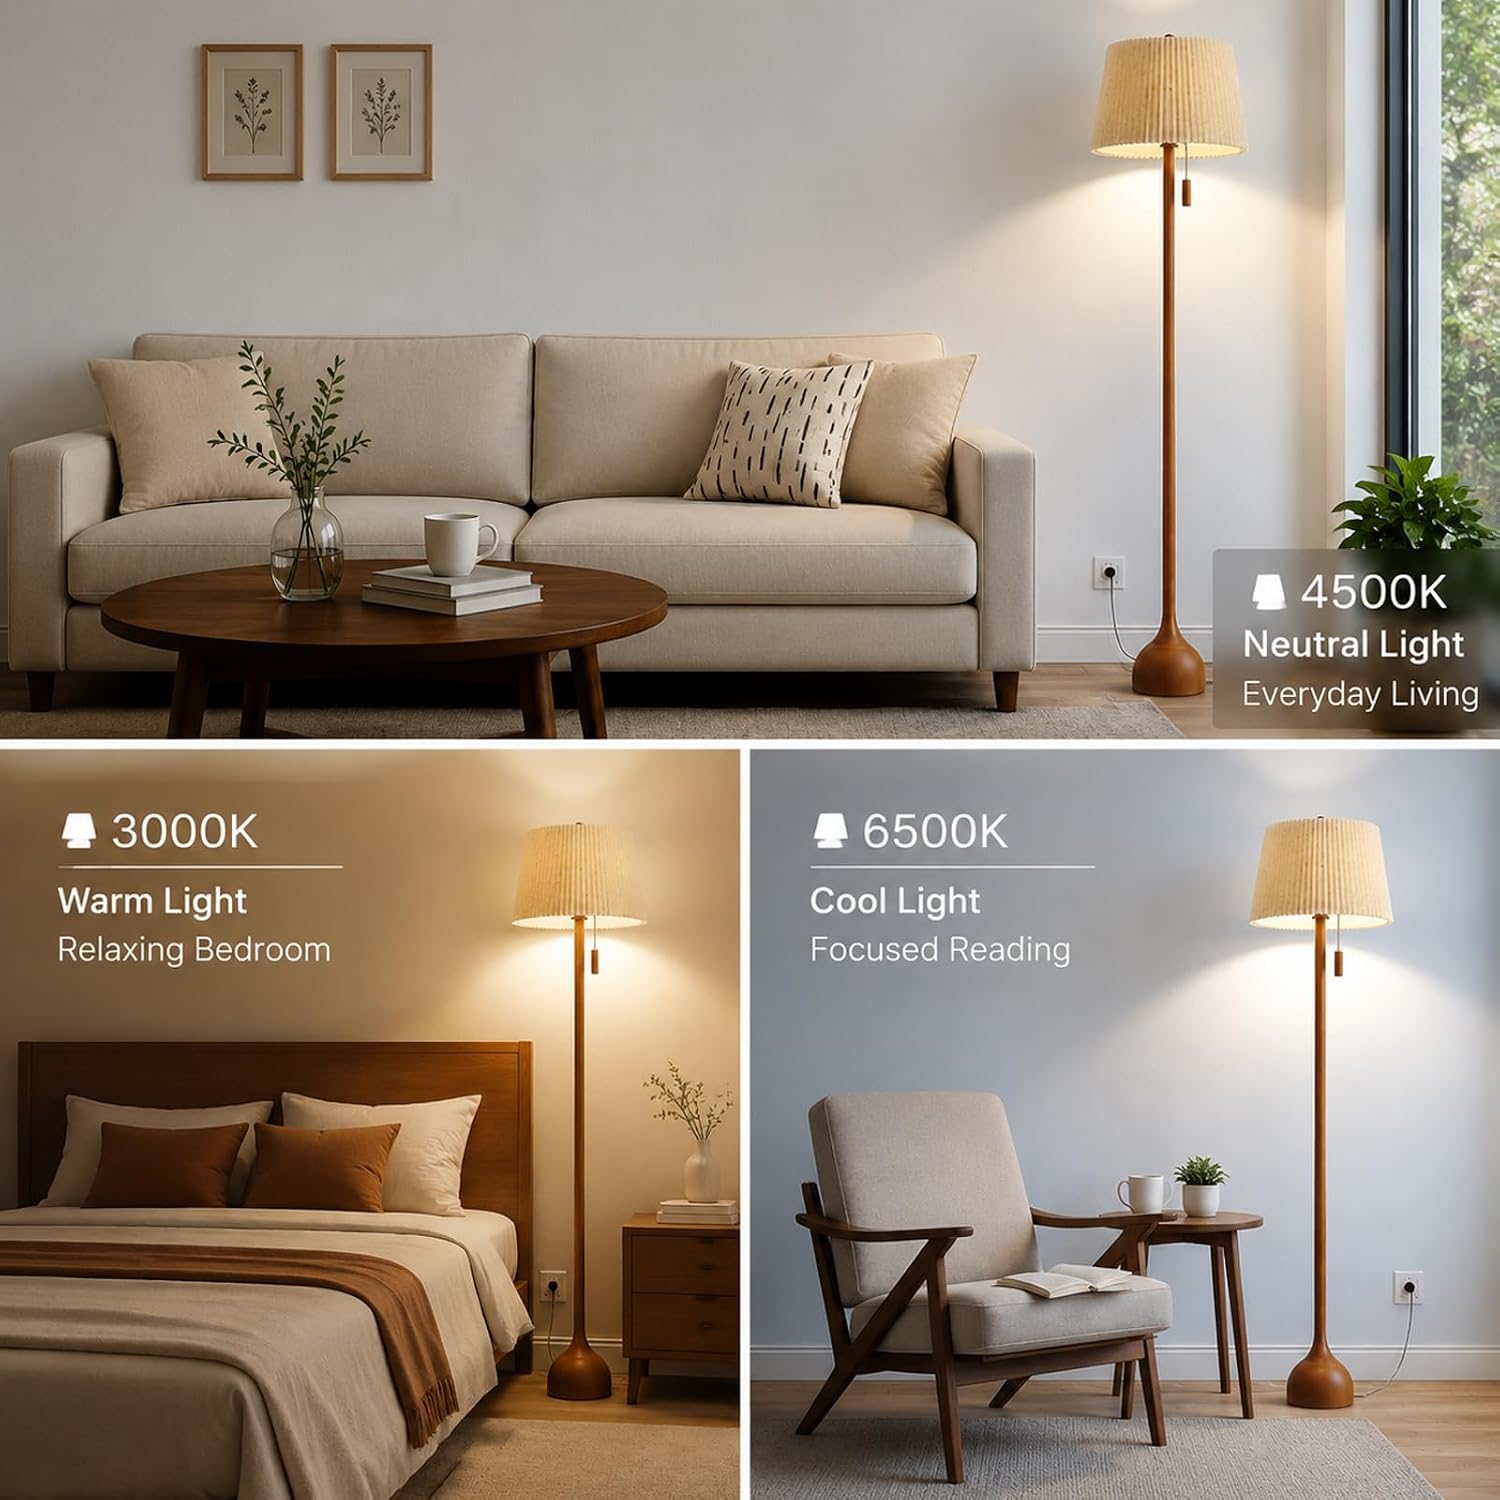 4500K
Neutral Light
Everyday Living
3000K
Warm Light
Relaxing Bedroom
6500K
Cool Light
Focused Reading